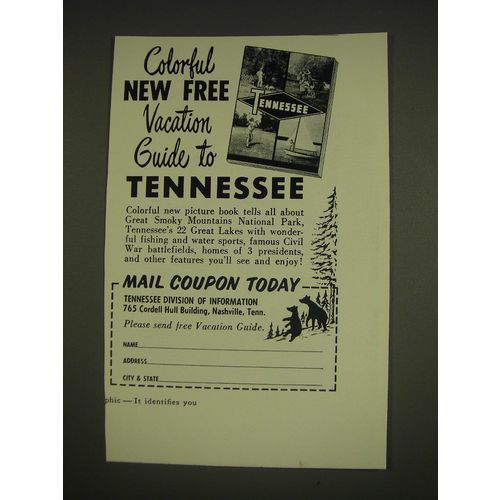 Colorful
NEW FREE
Vacation
Guide to
TENNESSEE
TENNESSEE
Colorful new picture book tells all about
Great Smoky Mountains National Park,
Tennessee's 22 Great Lakes with wonder-
ful fishing and water sports, famous Civil
War battlefields, homes of 3 presidents,
and other features you'll see and enjoy!
MAIL COUPON TODAY
TENNESSEE DIVISION OF INFORMATION
765 Cordell Hull Building, Nashville, Tenn.
Please send free Vacation Guide.
NAME
ADDRESS
CITY & STATE
phic — It identifies you